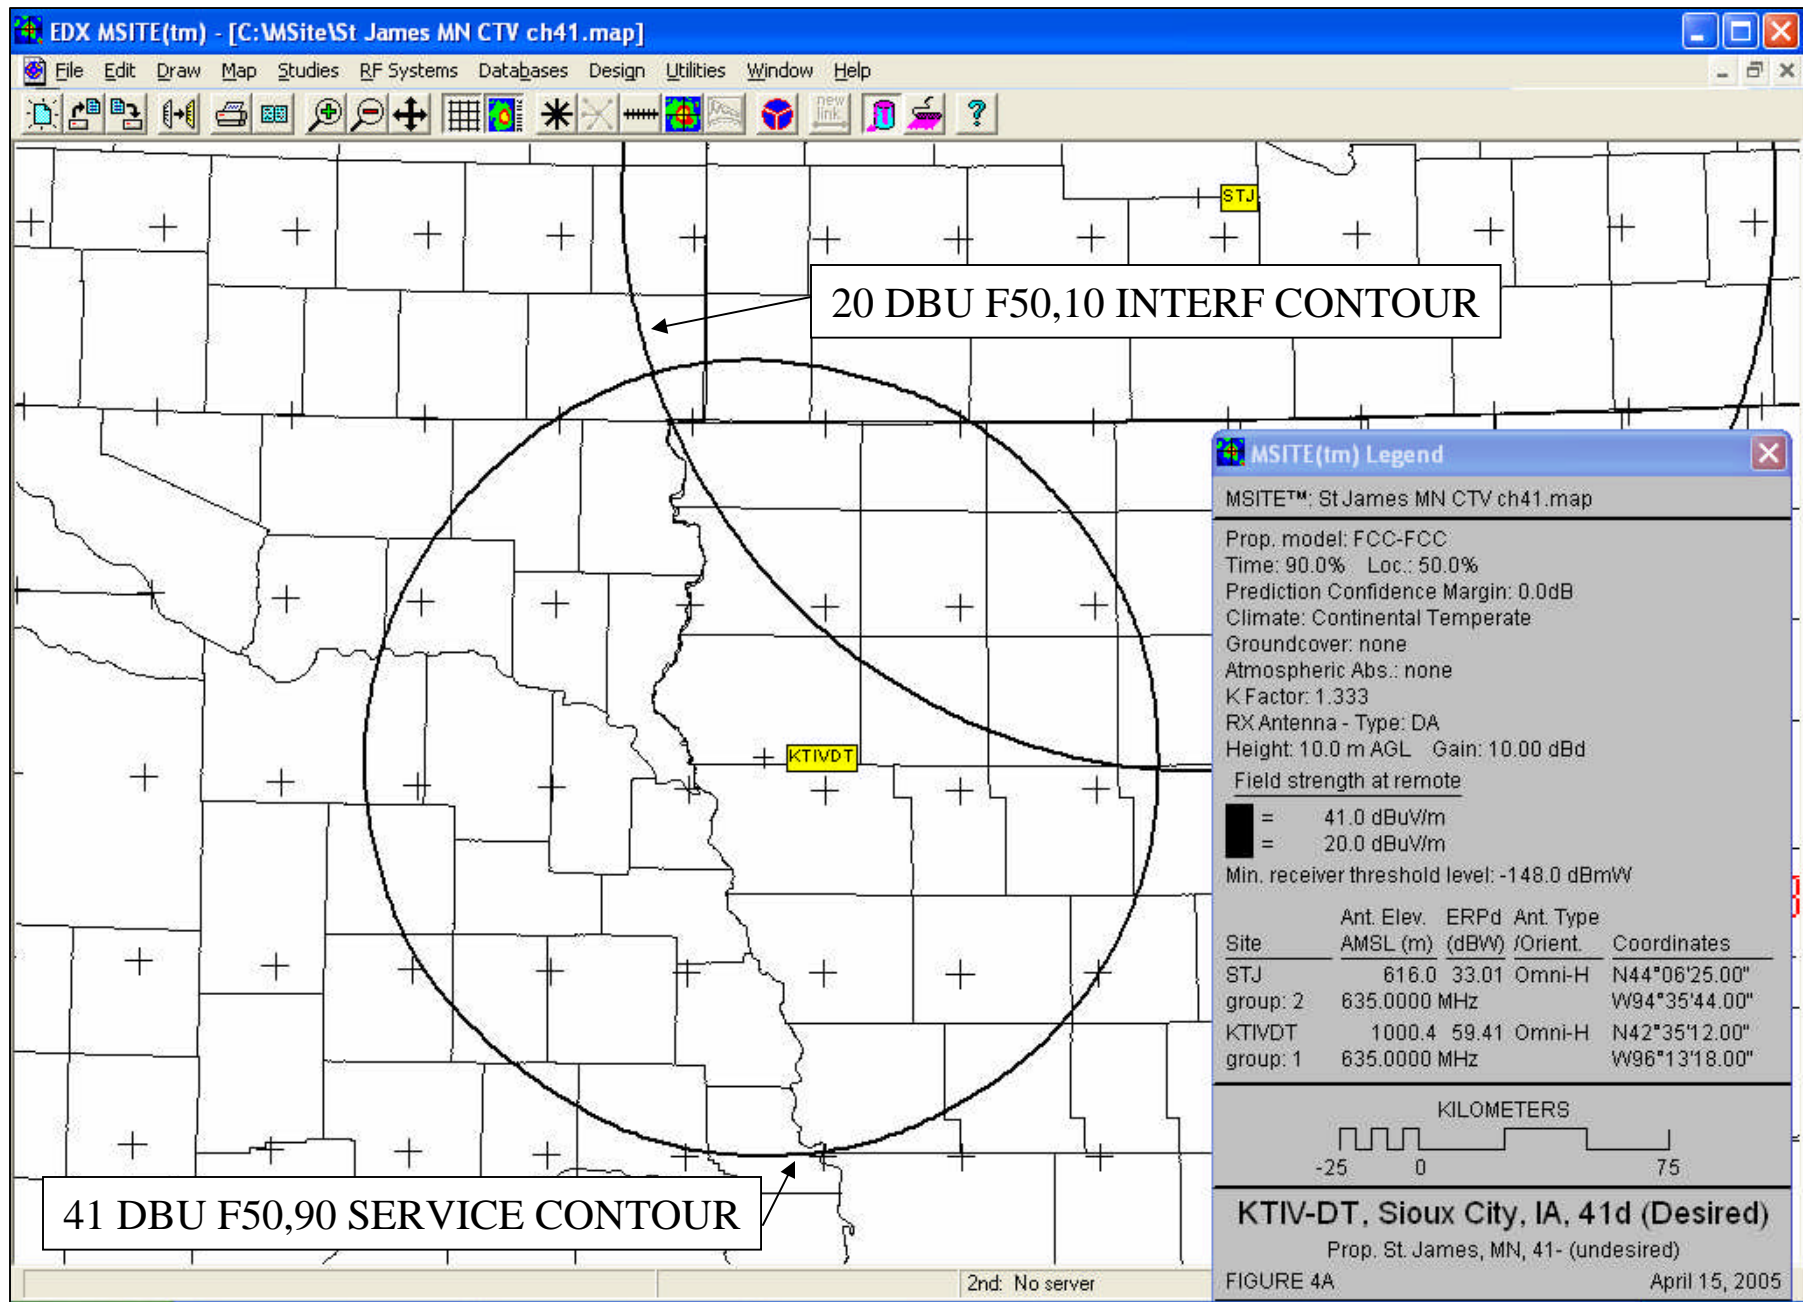 EDX MSITE(tm) - [C:\MSite\St James MN CTV ch41.map]
File Edit Draw Map Studies RF Systems Databases Design Utilities Window Help
new
link
STJ
20 DBU F50,10 INTERF CONTOUR
KTIVDT
41 DBU F50,90 SERVICE CONTOUR
MSITE(tm) Legend
MSITE™: St James MN CTV ch41.map
Prop. model: FCC-FCC
Time: 90.0% Loc.: 50.0%
Prediction Confidence Margin: 0.0dB
Climate: Continental Temperate
Groundcover: none
Atmospheric Abs.: none
K Factor: 1.333
RX Antenna - Type: DA
Height: 10.0 m AGL Gain: 10.00 dBd
Field strength at remote
= 41.0 dBuV/m
= 20.0 dBuV/m
Min. receiver threshold level: -148.0 dBmW
Ant. Elev. ERPd Ant. Type
Site AMSL (m) (dBW) /Orient. Coordinates
STJ 616.0 33.01 Omni-H N44°06'25.00"
group: 2 635.0000 MHz W94°35'44.00"
KTIVDT 1000.4 59.41 Omni-H N42°35'12.00"
group: 1 635.0000 MHz W96°13'18.00"
KILOMETERS
-25 0 75
KTIV-DT, Sioux City, IA, 41d (Desired)
Prop. St. James, MN, 41- (undesired)
FIGURE 4A April 15, 2005
2nd: No server